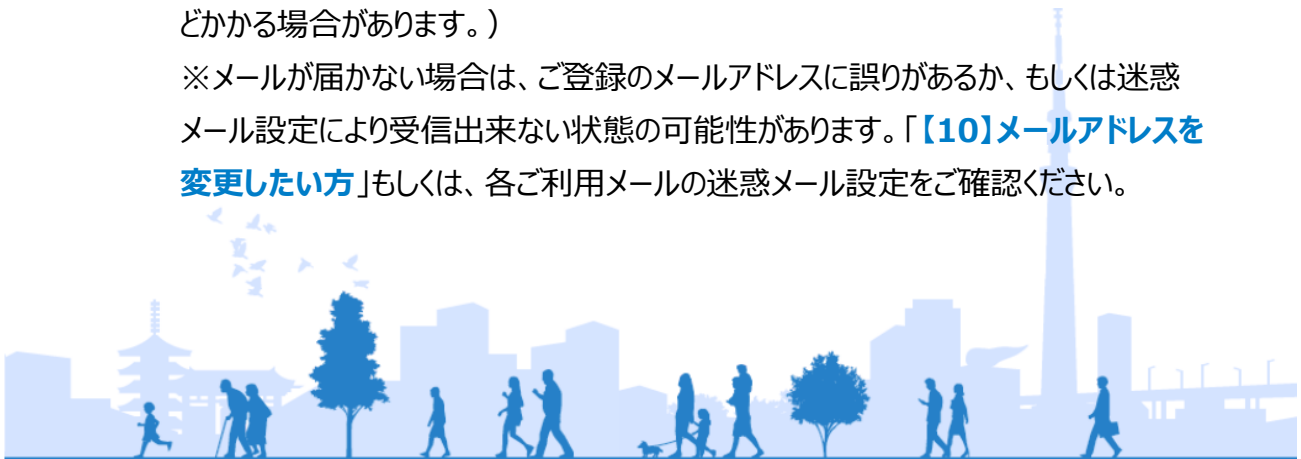 どかかる場合があります。）
※メールが届かない場合は、ご登録のメールアドレスに誤りがあるか、もしくは迷惑
メール設定により受信出来ない状態の可能性があります。「【10】メールアドレスを
変更したい方」もしくは、各ご利用メールの迷惑メール設定をご確認ください。